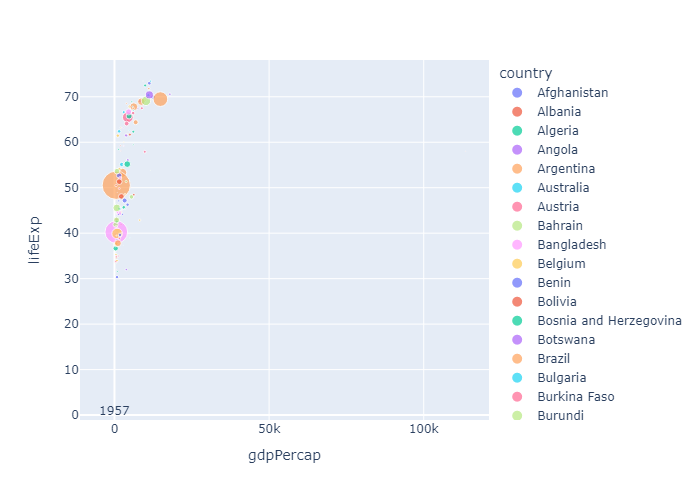 country
Afghanistan
Albania
Algeria
Angola
Argentina
Australia
Austria
Bahrain
Bangladesh
Belgium
Benin
Bolivia
Bosnia and Herzegovina
Botswana
Brazil
Bulgaria
Burkina Faso
Burundi
lifeExp
70
60
50
40
30
20
10
0
1957
0 50k 100k
gdpPercap